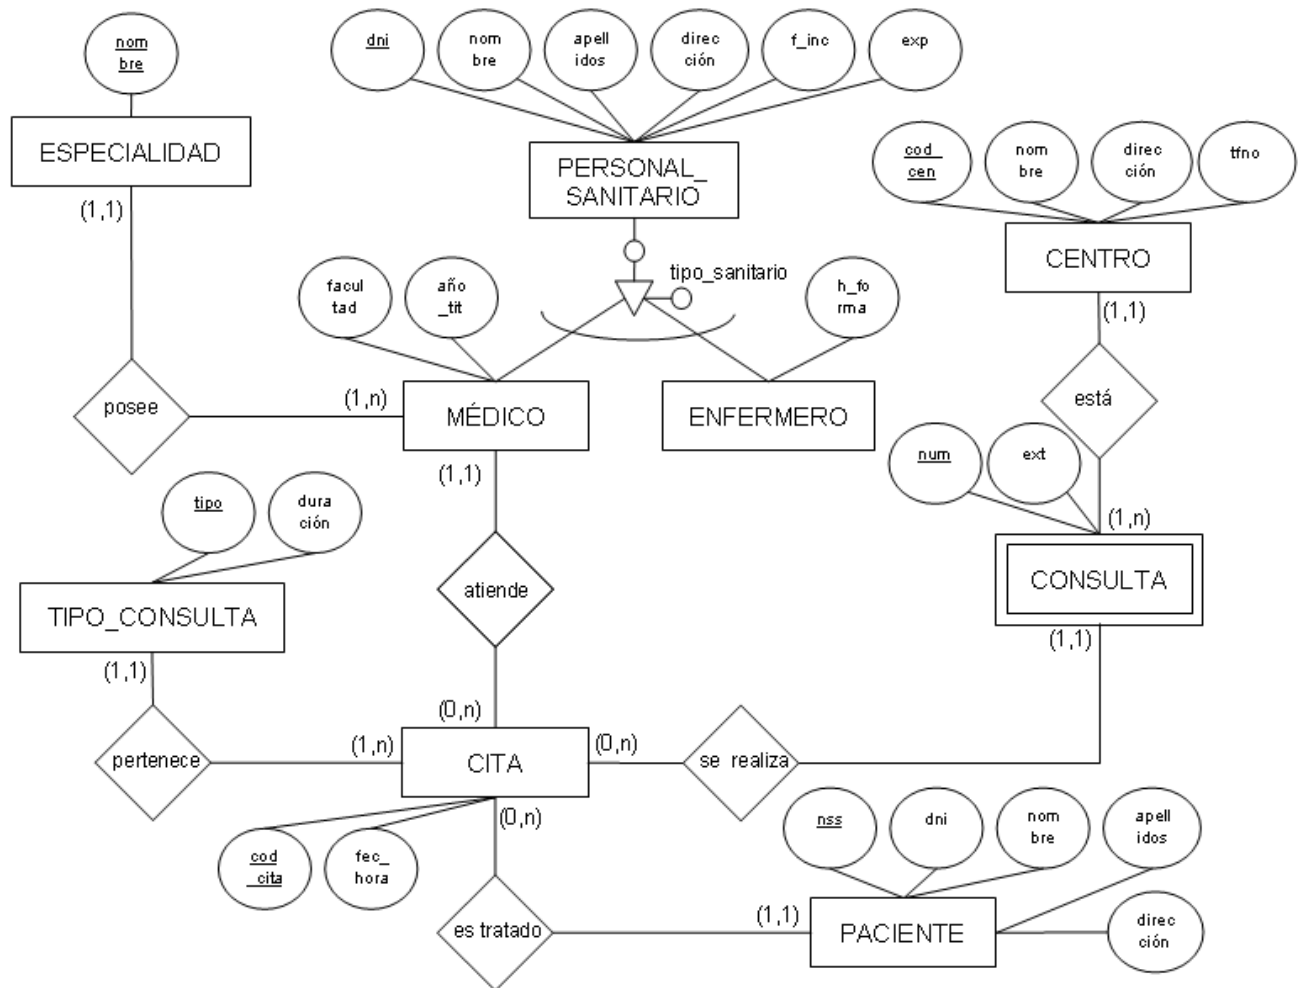 nom
bre
dni
nom
bre
apell
idos
direc
ción
f_inc
exp
ESPECIALIDAD
(1,1)
PERSONAL_
SANITARIO
cod_
cen
nom
bre
direc
ción
tfno
CENTRO
(1,1)
tipo_sanitario
facul
tad
año
_tit
h_fo
rma
posee
(1,n)
MÉDICO
(1,1)
ENFERMERO
está
num
ext
(1,n)
CONSULTA
(1,1)
tipo
dura
ción
TIPO_CONSULTA
(1,1)
atiende
(0,n)
pertenece
(1,n)
CITA
(0,n)
(0,n)
se realiza
cod
_cita
fec_
hora
es tratado
(1,1)
nss
dni
nom
bre
apell
idos
PACIENTE
direc
ción